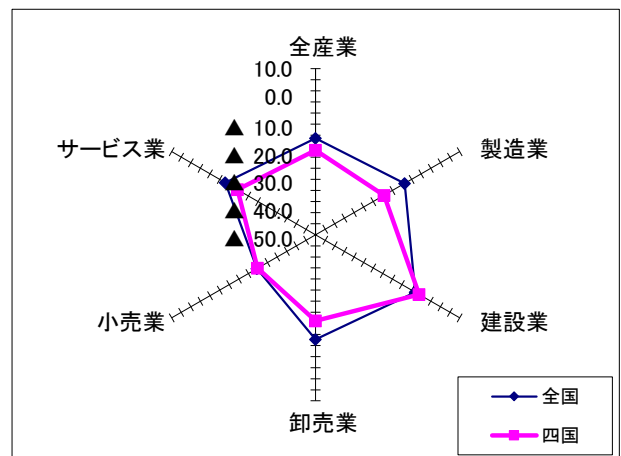 全産業
10.0
0.0
▲ 10.0
▲ 20.0
▲ 30.0
▲ 40.0
▲ 50.0
製造業
建設業
卸売業
小売業
サービス業
全国
四国